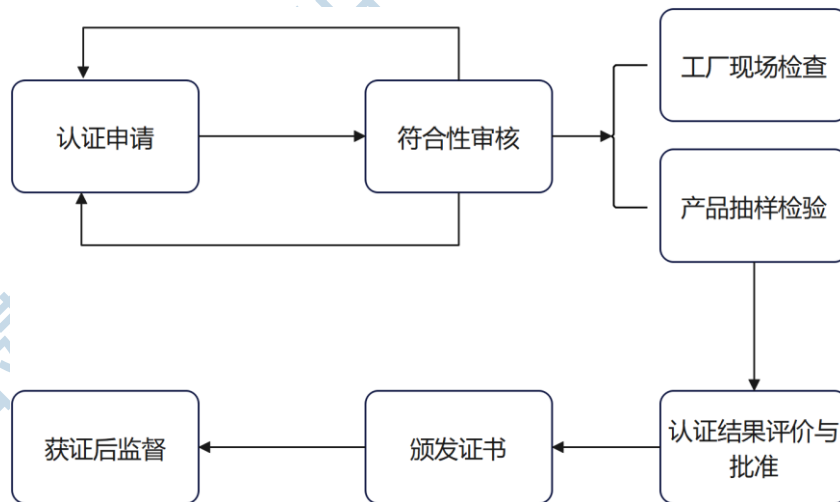 工厂现场检查
认证申请
符合性审核
产品抽样检验
认证结果评价与
批准
颁发证书
获证后监督